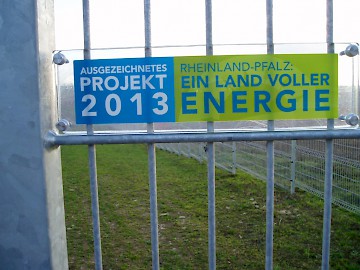 AUSGEZEICHNETES
PROJEKT
2013
RHEINLAND-PFALZ:
EIN LAND VOLLER
ENERGIE